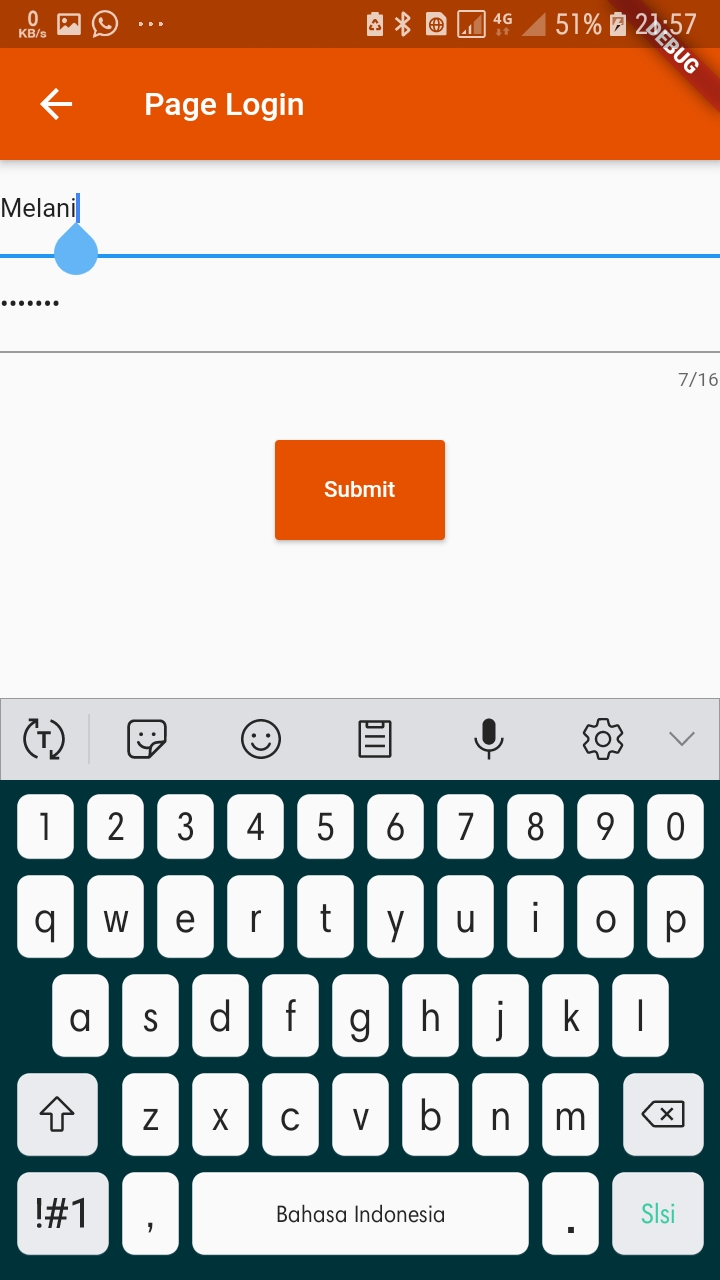 0
KB/s
4G
51%
21:57
DEBUG
Page Login
Melani
•••••••
7/16
Submit
T
1 2 3 4 5 6 7 8 9 0
q w e r t y u i o p
a s d f g h j k l
z x c v b n m
!#1 , Bahasa Indonesia . Slsi